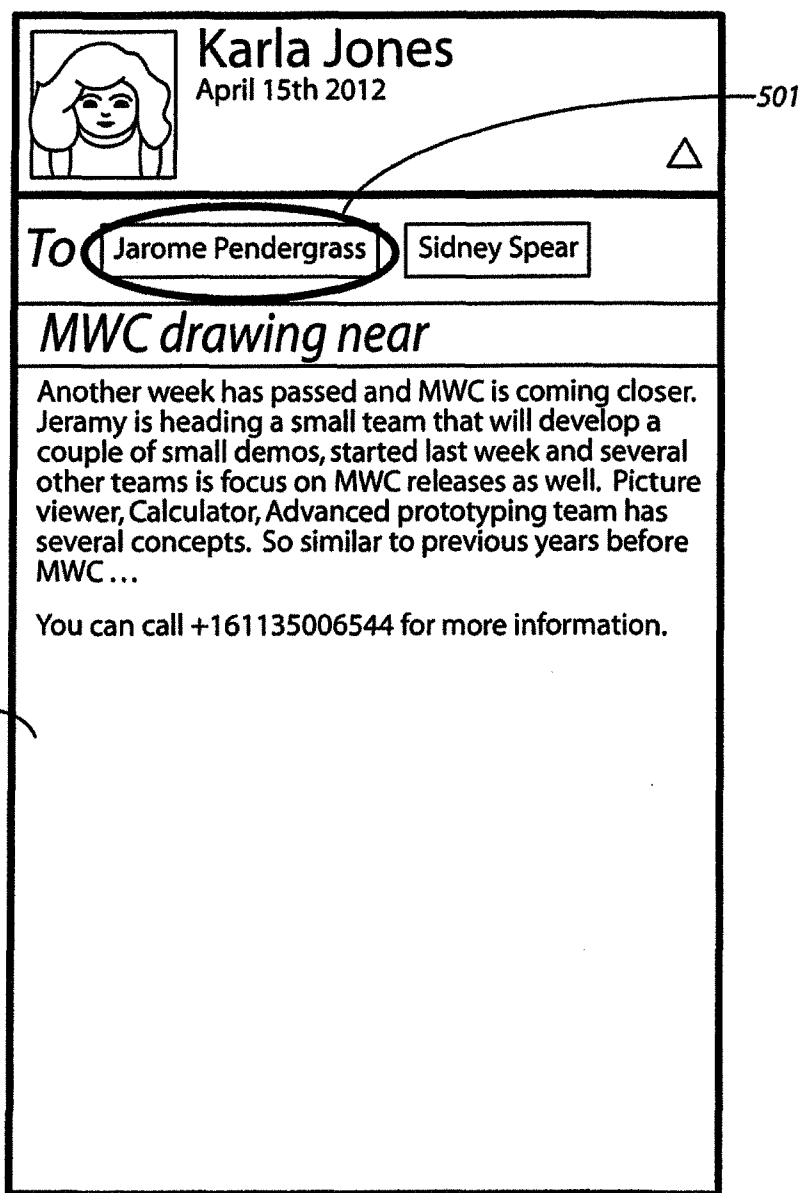 Karla Jones
April 15th 2012
501
To Jarome Pendergrass Sidney Spear
MWC drawing near
Another week has passed and MWC is coming closer.
Jeramy is heading a small team that will develop a
couple of small demos, started last week and several
other teams is focus on MWC releases as well. Picture
viewer, Calculator, Advanced prototyping team has
several concepts. So similar to previous years before
MWC...
You can call +161135006544 for more information.